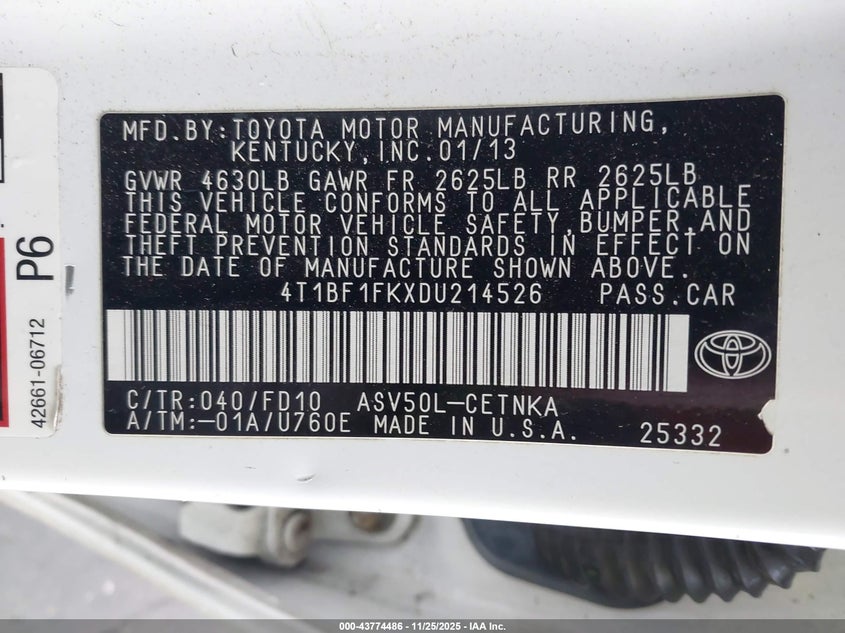 MFD.BY:TOYOTA MOTOR MANUFACTURING,
KENTUCKY,INC.01/13
GVWR 4630LB GAWR FR 2625LB RR 2625LB
THIS VEHICLE CONFORMS TO ALL APPLICABLE
FEDERAL MOTOR VEHICLE SAFETY,BUMPER,AND
THEFT PREVENTION STANDARDS IN EFFECT ON
THE DATE OF MANUFACTURE SHOWN ABOVE.
4T1BF1FKXDU214526 PASS.CAR
C/TR:040/FD10 ASV50L-CETNKA
A/TM:-01A/U760E MADE IN U.S.A. 25332
P6
42661-06712
000-43774486 - 11/25/2025 - IAA Inc.